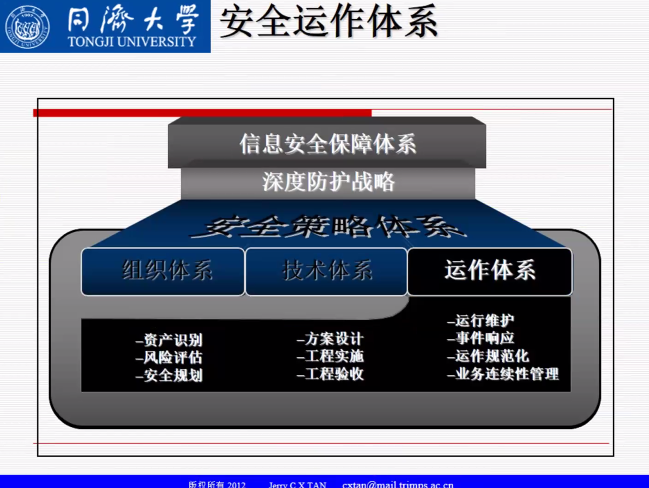 同濟大學
TONGJI UNIVERSITY
安全运作体系
信息安全保障体系
深度防护战略
安全策略体系
组织体系
技术体系
运作体系
–资产识别
–风险评估
–安全规划
–方案设计
–工程实施
–工程验收
–运行维护
–事件响应
–运作规范化
–业务连续性管理
版权所有 2012 Jerry C X TAN cxtan@mail.trimps.ac.cn